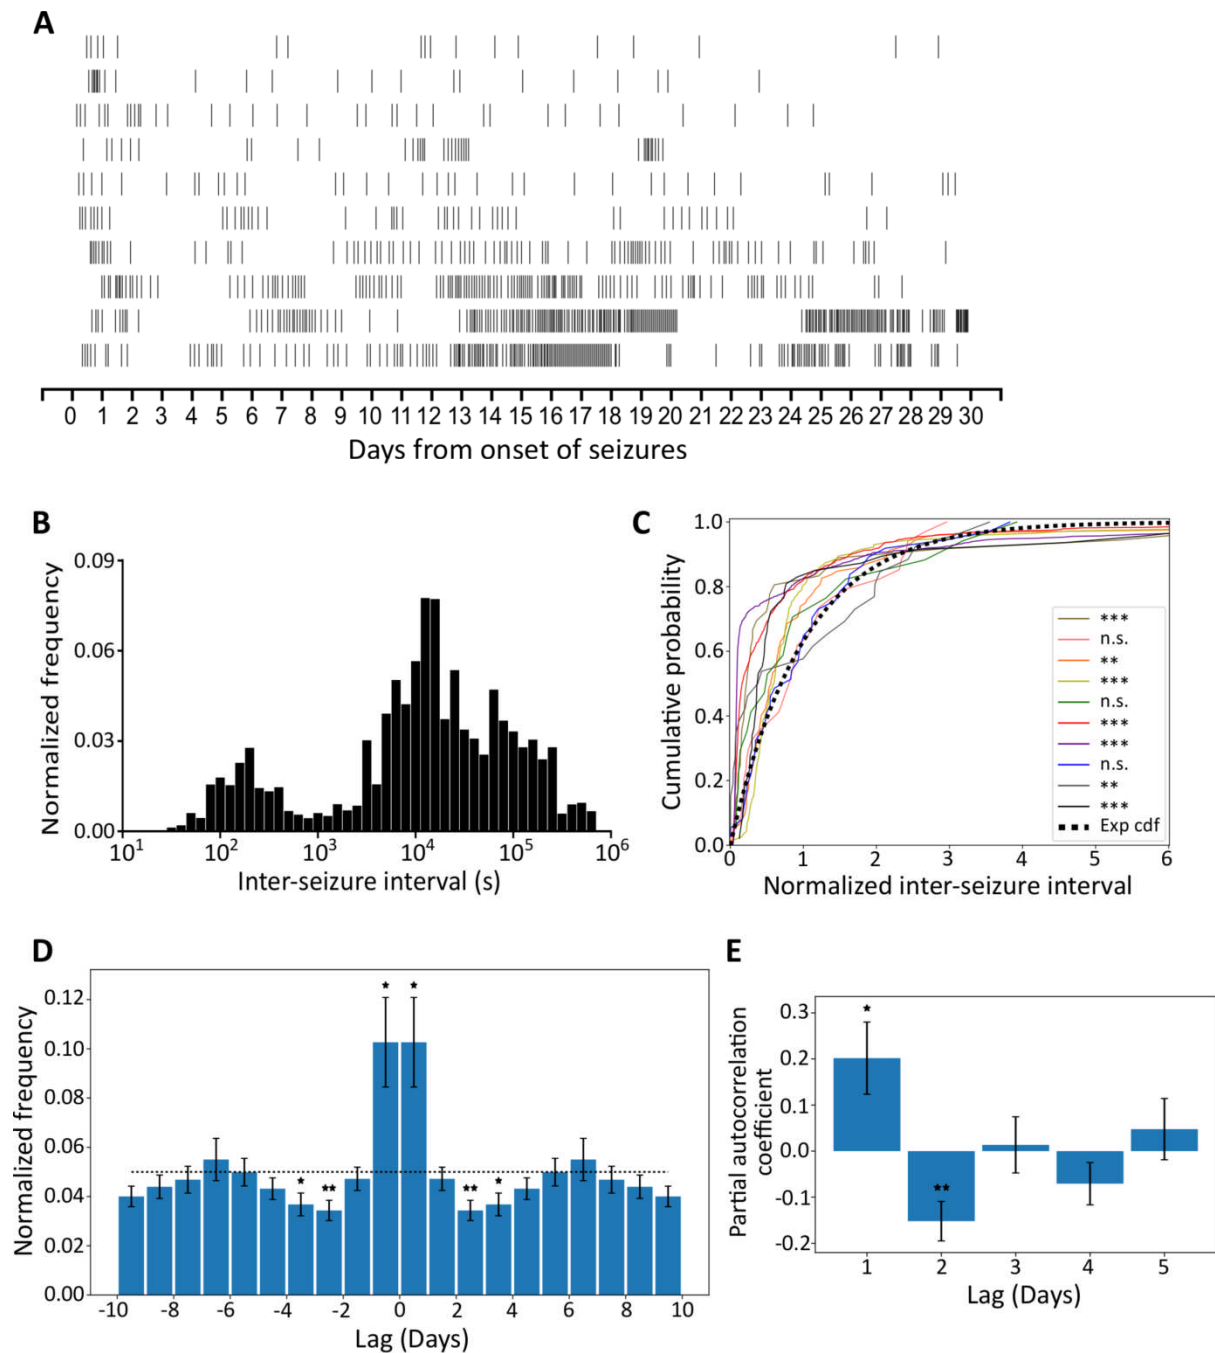 A
0 1 2 3 4 5 6 7 8 9 10 11 12 13 14 15 16 17 18 19 20 21 22 23 24 25 26 27 28 29 30
Days from onset of seizures
B
0.09
0.06
0.03
0.00
Normalized frequency
10¹ 10² 10³ 10⁴ 10⁵ 10⁶
Inter-seizure interval (s)
C
1.0
0.8
0.6
0.4
0.2
0.0
Cumulative probability
***
n.s.
**
***
n.s.
***
***
n.s.
**
***
Exp cdf
0 1 2 3 4 5 6
Normalized inter-seizure interval
D
0.12
0.10
0.08
0.06
0.04
0.02
0.00
Normalized frequency
* *
* ** ** *
-10 -8 -6 -4 -2 0 2 4 6 8 10
Lag (Days)
E
0.3
0.2
0.1
0.0
-0.1
-0.2
Partial autocorrelation
coefficient
*
**
1 2 3 4 5
Lag (Days)